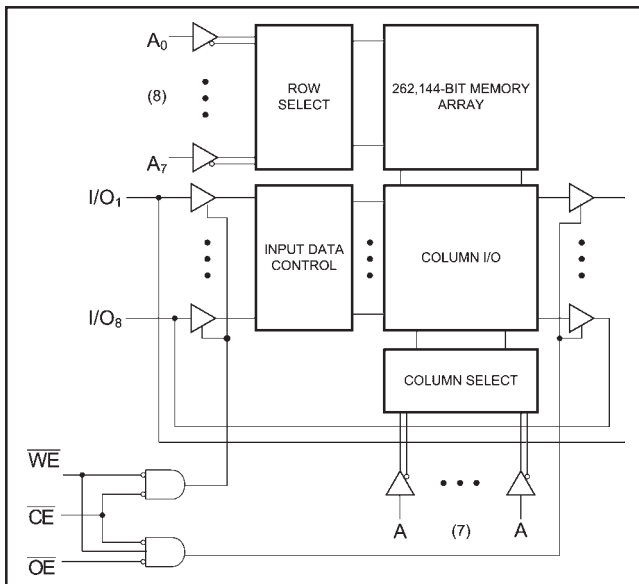 A0
(8)
A7
ROW SELECT
262,144-BIT MEMORY ARRAY
I/O1
I/O8
INPUT DATA CONTROL
COLUMN I/O
COLUMN SELECT
WE
CE
OE
A
(7)
A